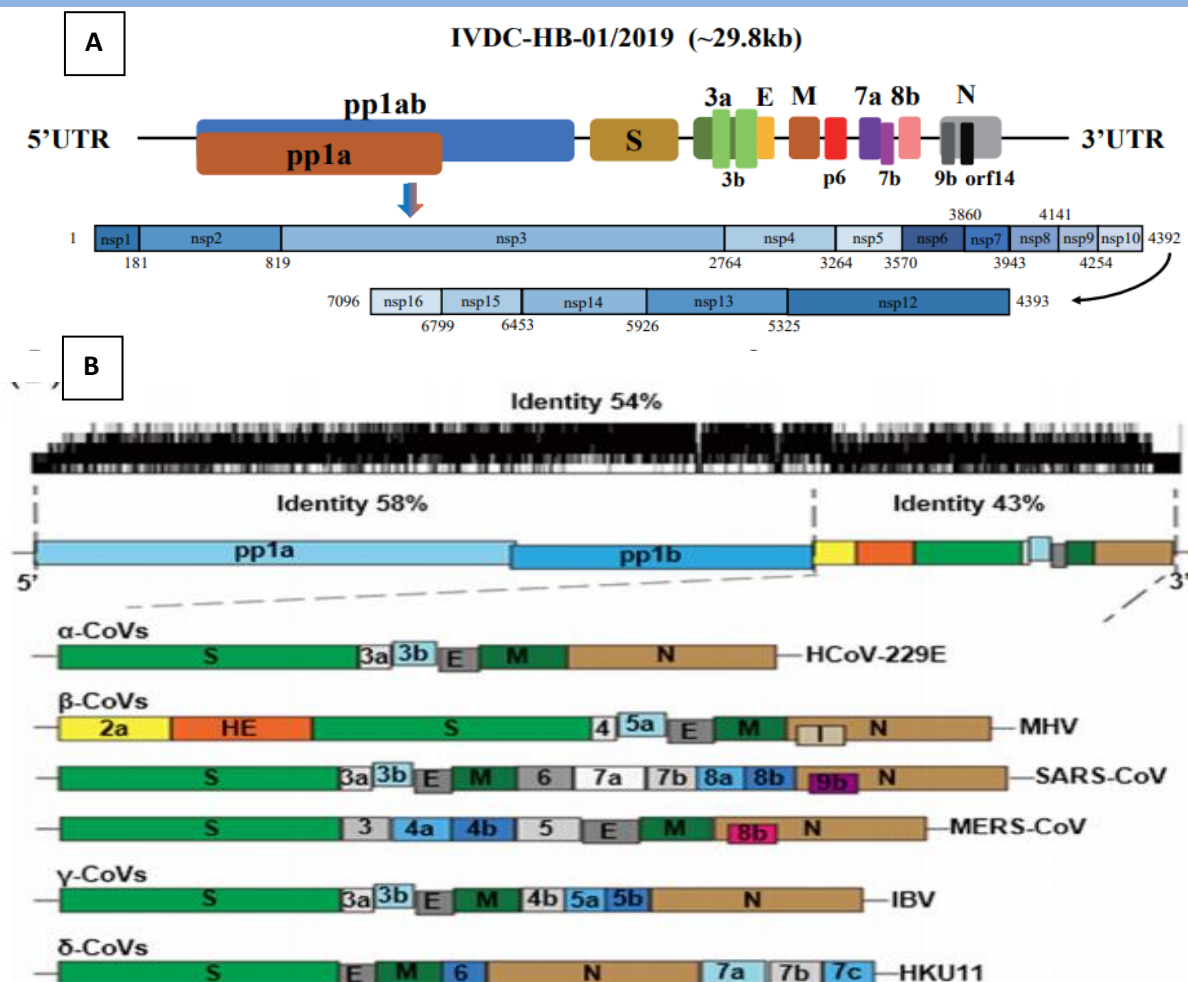 A
IVDC-HB-01/2019 (~29.8kb)
3a E M 7a 8b N
pp1ab
5’UTR pp1a S 3’UTR
3b p6 7b 9b orf14
3860 4141
1 nsp1 nsp2 nsp3 nsp4 nsp5 nsp6 nsp7 nsp8 nsp9 nsp10 4392
181 819 2764 3264 3570 3943 4254
7096 nsp16 nsp15 nsp14 nsp13 nsp12 4393
6799 6453 5926 5325
B
Identity 54%
Identity 58% Identity 43%
pp1a pp1b
5' 3'
α-CoVs
S 3a 3b E M N HCoV-229E
β-CoVs
2a HE S 4 5a E M I N MHV
S 3a 3b E M 6 7a 7b 8a 8b 9b N SARS-CoV
S 3 4a 4b 5 E M 8b N MERS-CoV
γ-CoVs
S 3a 3b E M 4b 5a 5b N IBV
δ-CoVs
S E M 6 N 7a 7b 7c HKU11